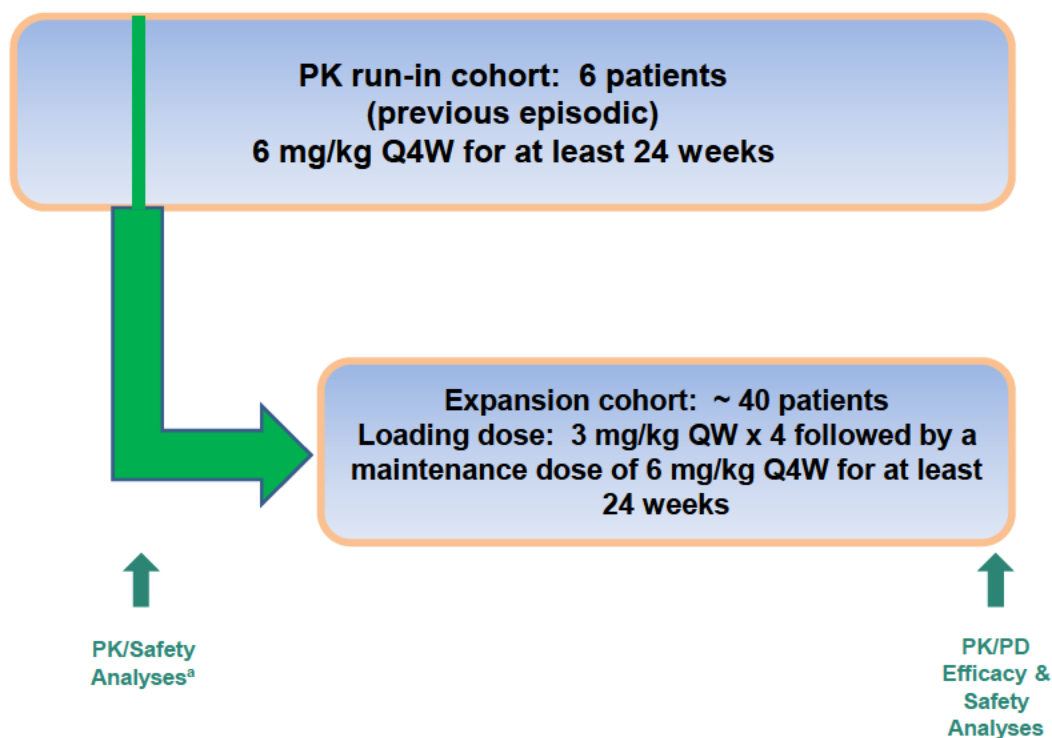 PK run-in cohort: 6 patients
(previous episodic)
6 mg/kg Q4W for at least 24 weeks
Expansion cohort: ~ 40 patients
Loading dose: 3 mg/kg QW x 4 followed by a
maintenance dose of 6 mg/kg Q4W for at least
24 weeks
PK/Safety
Analysesᵃ
PK/PD
Efficacy &
Safety
Analyses